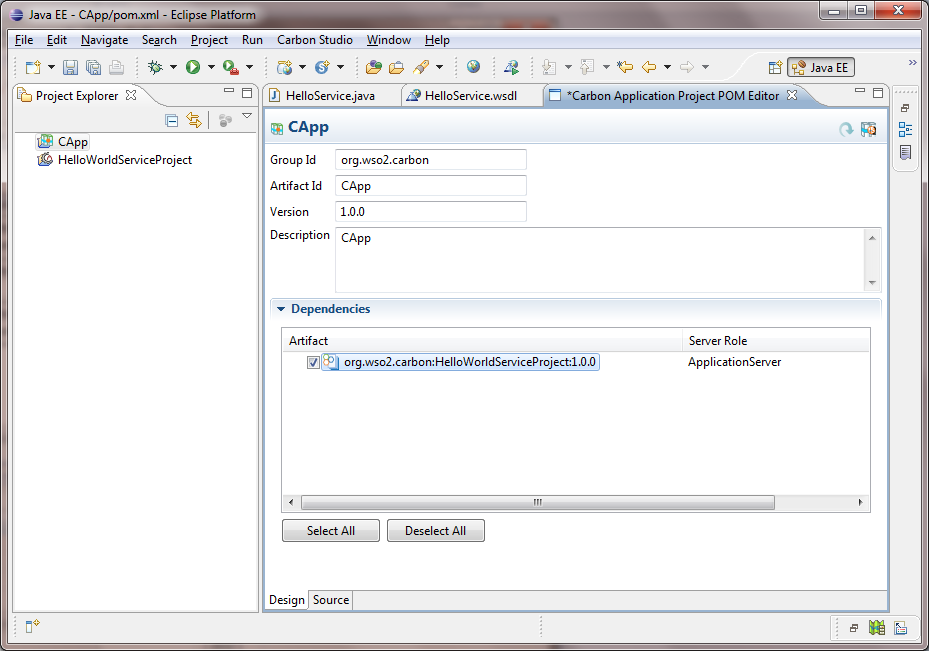 Java EE - CApp/pom.xml - Eclipse Platform
File Edit Navigate Search Project Run Carbon Studio Window Help
Java EE
Project Explorer
CApp
HelloWorldServiceProject
HelloService.java HelloService.wsdl *Carbon Application Project POM Editor
CApp
Group Id org.wso2.carbon
Artifact Id CApp
Version 1.0.0
Description CApp
Dependencies
Artifact Server Role
org.wso2.carbon:HelloWorldServiceProject:1.0.0 ApplicationServer
Select All Deselect All
Design Source